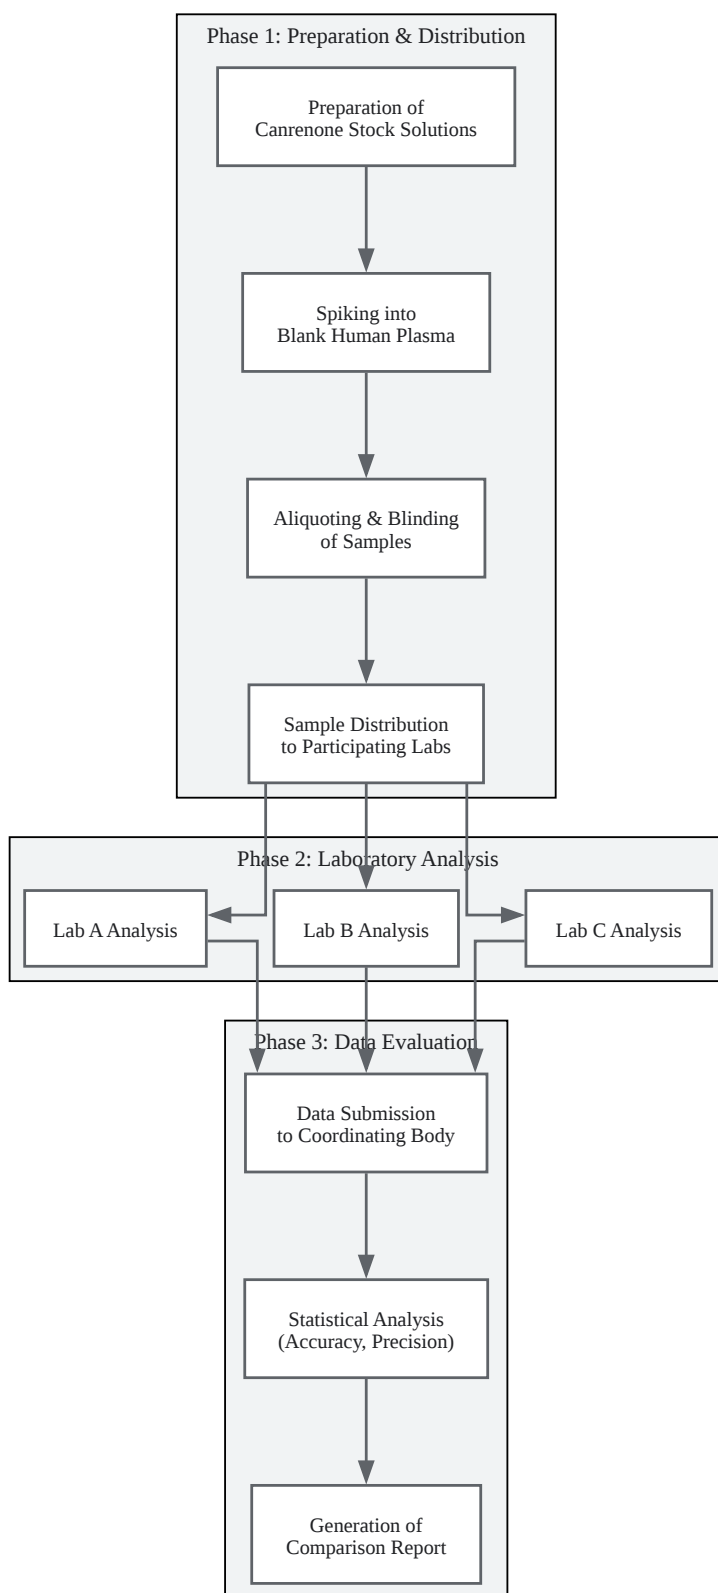 Phase 1: Preparation & Distribution
Preparation of
Canrenone Stock Solutions
Spiking into
Blank Human Plasma
Aliquoting & Blinding
of Samples
Sample Distribution
to Participating Labs
Phase 2: Laboratory Analysis
Lab A Analysis
Lab B Analysis
Lab C Analysis
Phase 3: Data Evaluation
Data Submission
to Coordinating Body
Statistical Analysis
(Accuracy, Precision)
Generation of
Comparison Report